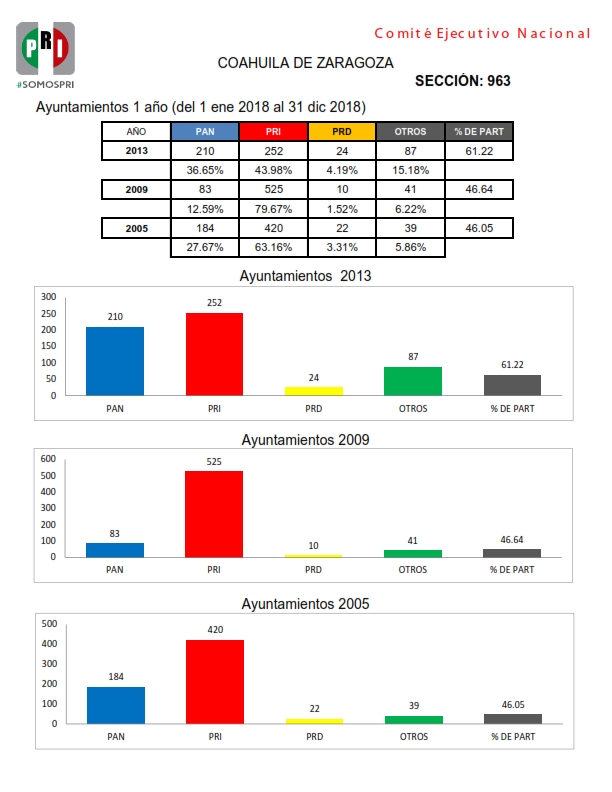 Comité Ejecutivo Nacional
PRI
#SOMOSPRI
COAHUILA DE ZARAGOZA
SECCIÓN: 963
Ayuntamientos 1 año (del 1 ene 2018 al 31 dic 2018)
AÑO PAN PRI PRD OTROS % DE PART
2013 210 252 24 87 61.22
36.65% 43.98% 4.19% 15.18%
2009 83 525 10 41 46.64
12.59% 79.67% 1.52% 6.22%
2005 184 420 22 39 46.05
27.67% 63.16% 3.31% 5.86%
Ayuntamientos 2013
300
250
200
150
100
50
0
210 252 24 87 61.22
PAN PRI PRD OTROS % DE PART
Ayuntamientos 2009
600
500
400
300
200
100
0
83 525 10 41 46.64
PAN PRI PRD OTROS % DE PART
Ayuntamientos 2005
500
400
300
200
100
0
184 420 22 39 46.05
PAN PRI PRD OTROS % DE PART